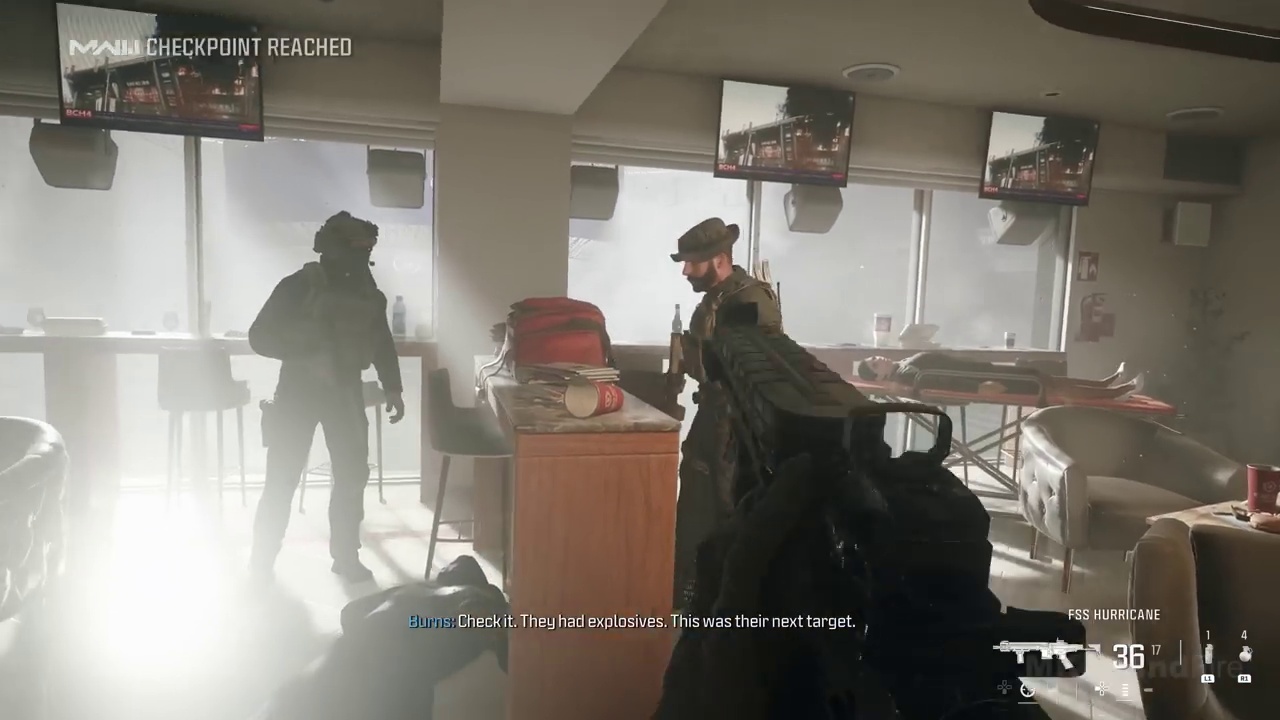 MWIII CHECKPOINT REACHED
BCH4
BCH4
BCH4
Burns: Check it. They had explosives. This was their next target.
FSS HURRICANE
36 17
1 4
L1 R1